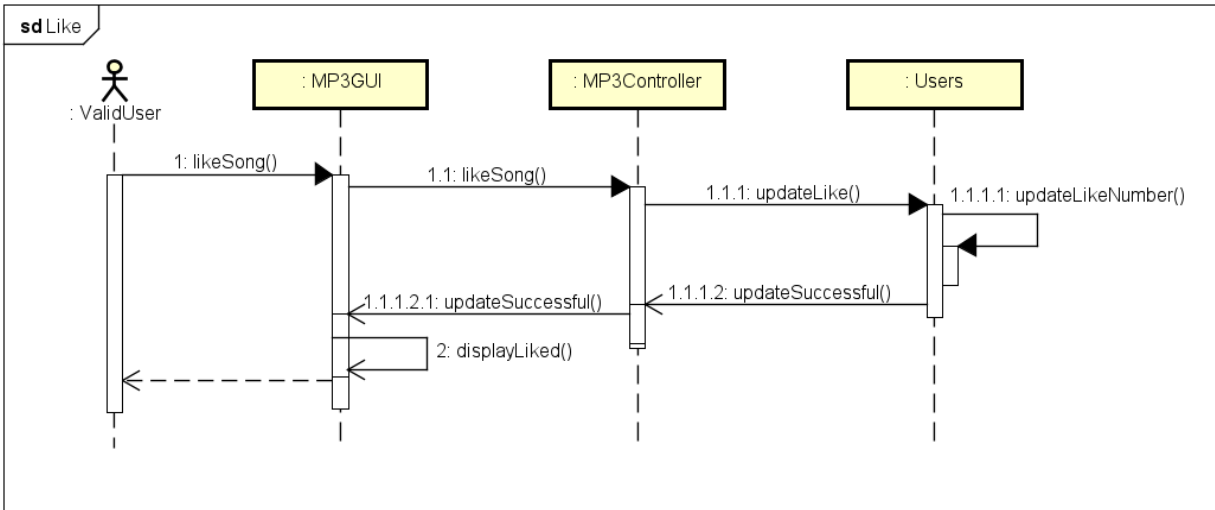 sd Like
: ValidUser
: MP3GUI
: MP3Controller
: Users
1: likeSong()
1.1: likeSong()
1.1.1: updateLike()
1.1.1.1: updateLikeNumber()
1.1.1.2: updateSuccessful()
1.1.1.2.1: updateSuccessful()
2: displayLiked()